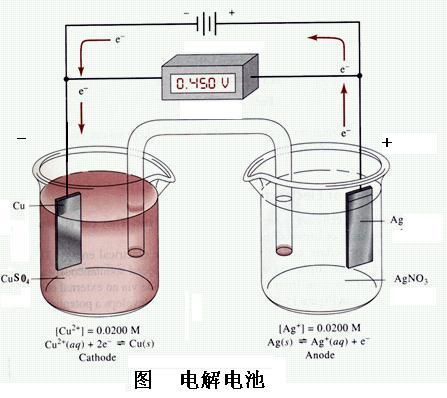 − +
e⁻ e⁻
0.450 V
e⁻ e⁻
− +
Cu Ag
CuSO₄ AgNO₃
[Cu²⁺] = 0.0200 M
Cu²⁺(aq) + 2e⁻ ⇌ Cu(s)
Cathode
[Ag⁺] = 0.0200 M
Ag(s) ⇌ Ag⁺(aq) + e⁻
Anode
图 电解电池